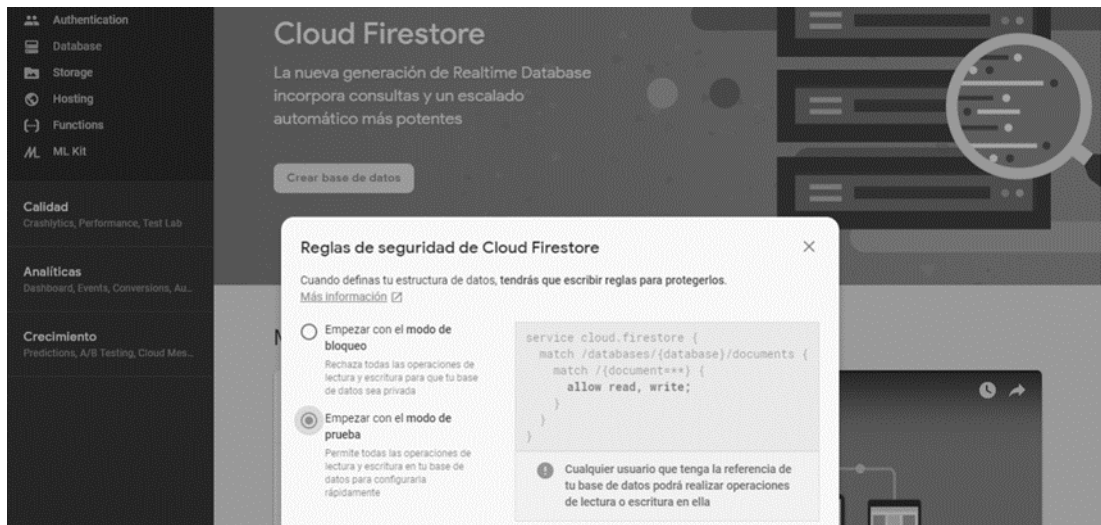 Authentication
Database
Storage
Hosting
Functions
ML Kit
Calidad
Crashlytics, Performance, Test Lab
Analíticas
Dashboard, Events, Conversions, Au...
Crecimiento
Predictions, A/B Testing, Cloud Mes...
Cloud Firestore
La nueva generación de Realtime Database
incorpora consultas y un escalado
automático más potentes
Crear base de datos
Reglas de seguridad de Cloud Firestore
Cuando definas tu estructura de datos, tendrás que escribir reglas para protegerlos.
Más información
Empezar con el modo de
bloqueo
Rechaza todas las operaciones de
lectura y escritura para que tu base
de datos sea privada
Empezar con el modo de
prueba
Permite todas las operaciones de
lectura y escritura en tu base de
datos para configurarla
rápidamente
service cloud.firestore {
match /databases/{database}/documents {
match /{document=**} {
allow read, write;
}
}
}
Cualquier usuario que tenga la referencia de
tu base de datos podrá realizar operaciones
de lectura o escritura en ella